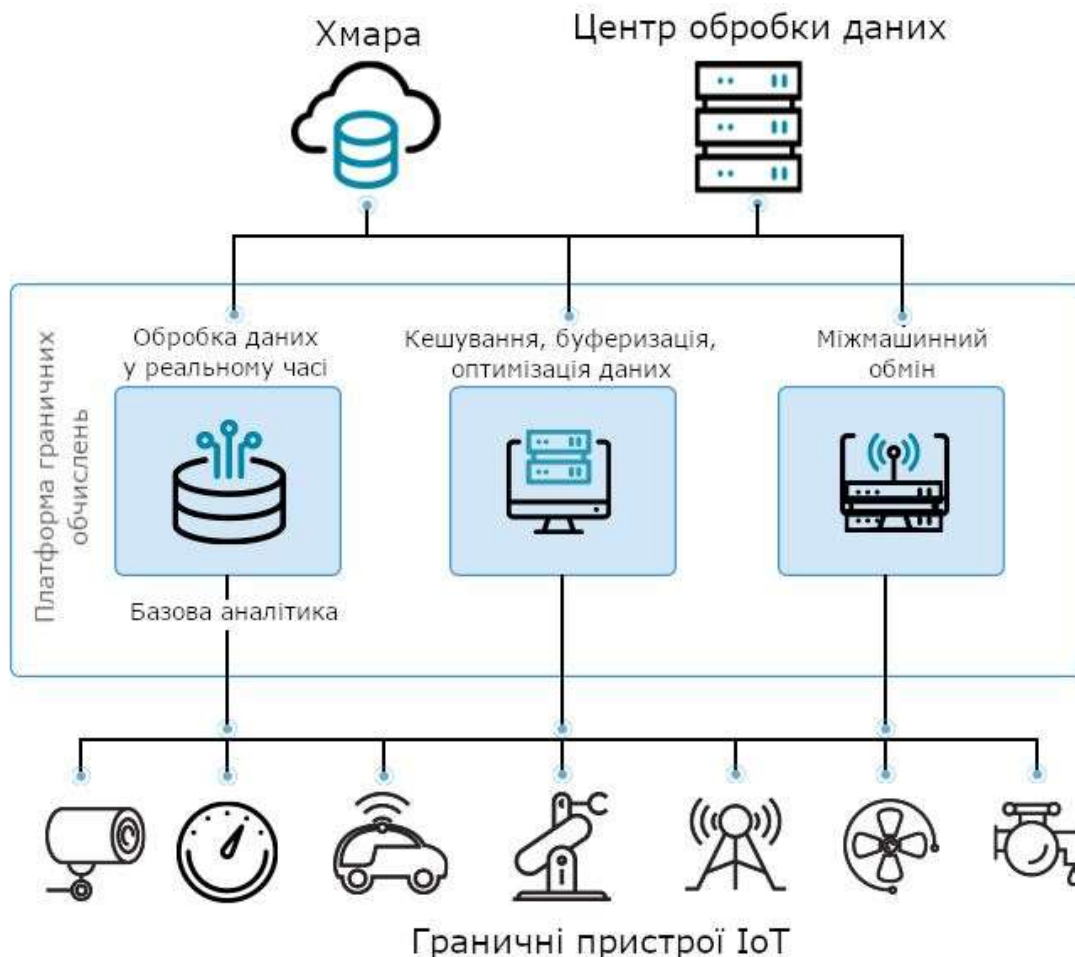 Хмара
Центр обробки даних
Платформа граничних
обчислень
Обробка даних
у реальному часі
Кешування, буферизація,
оптимізація даних
Міжмашинний
обмін
Базова аналітика
Граничні пристрої IoT